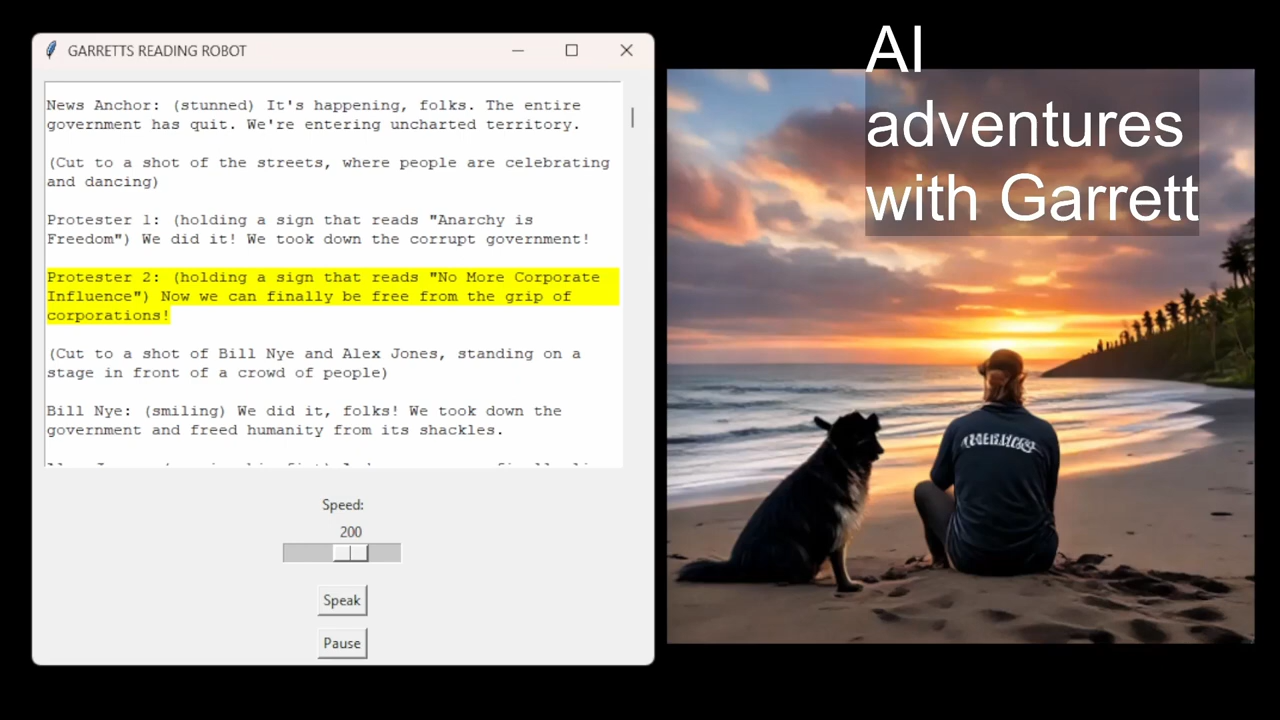 GARRETTS READING ROBOT
News Anchor: (stunned) It's happening, folks. The entire
government has quit. We're entering uncharted territory.
(Cut to a shot of the streets, where people are celebrating
and dancing)
Protester 1: (holding a sign that reads "Anarchy is
Freedom") We did it! We took down the corrupt government!
Protester 2: (holding a sign that reads "No More Corporate
Influence") Now we can finally be free from the grip of
corporations!
(Cut to a shot of Bill Nye and Alex Jones, standing on a
stage in front of a crowd of people)
Bill Nye: (smiling) We did it, folks! We took down the
government and freed humanity from its shackles.
Speed:
200
Speak
Pause
AI
adventures
with Garrett